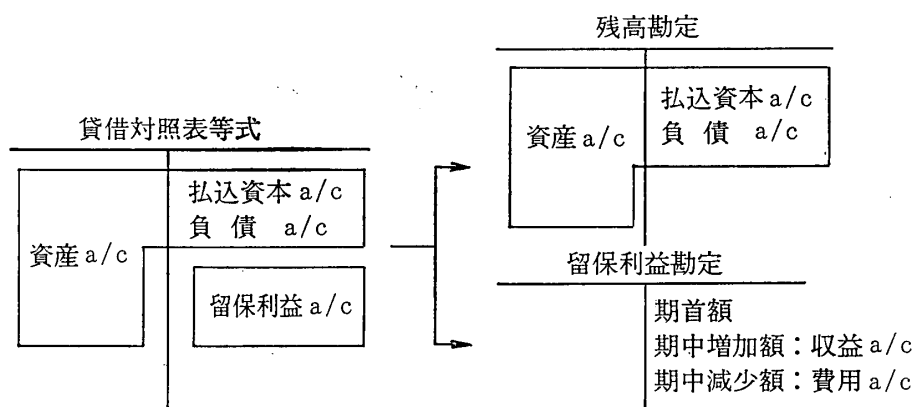 貸借対照表等式
資産 a/c
払込資本 a/c
負 債 a/c
留保利益 a/c
残高勘定
資産 a/c
払込資本 a/c
負 債 a/c
留保利益勘定
期首額
期中増加額：収益 a/c
期中減少額：費用 a/c